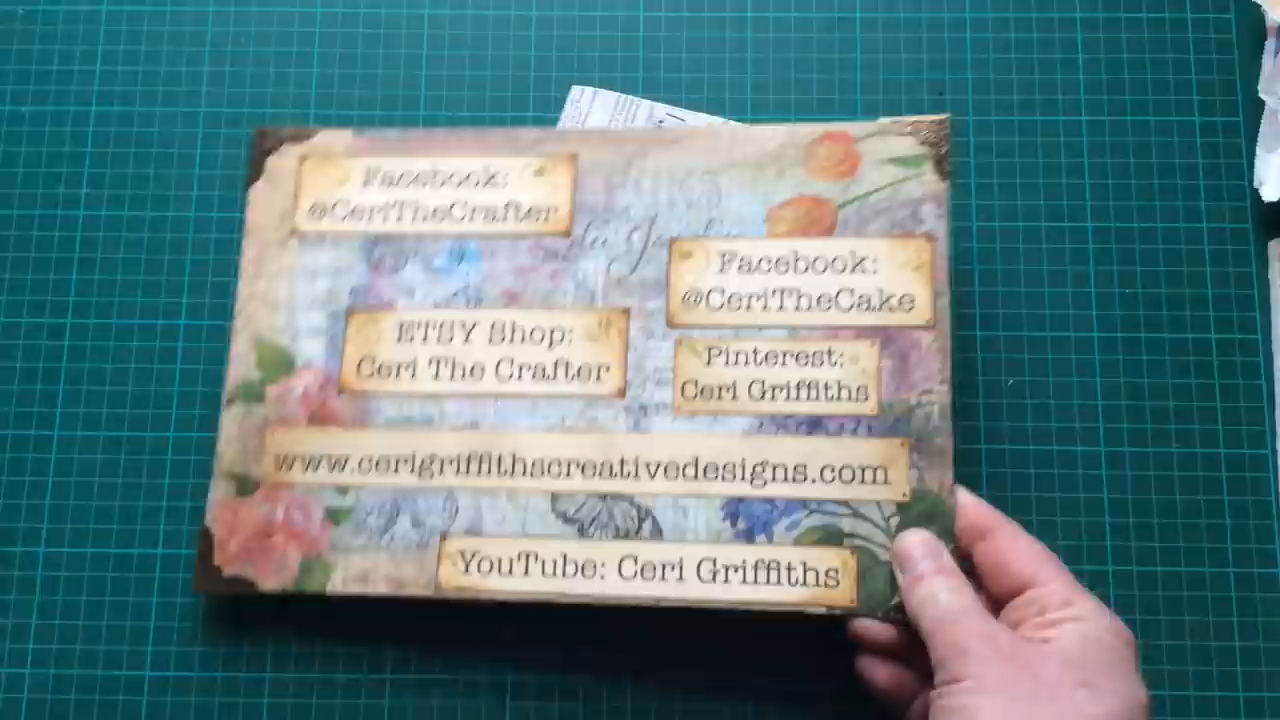 Facebook:
@CeriTheCrafter
Facebook:
@CeriTheCake
ETSY Shop:
Ceri The Crafter
Pinterest:
Ceri Griffiths
www.cerigriffithscreativedesigns.com
YouTube: Ceri Griffiths